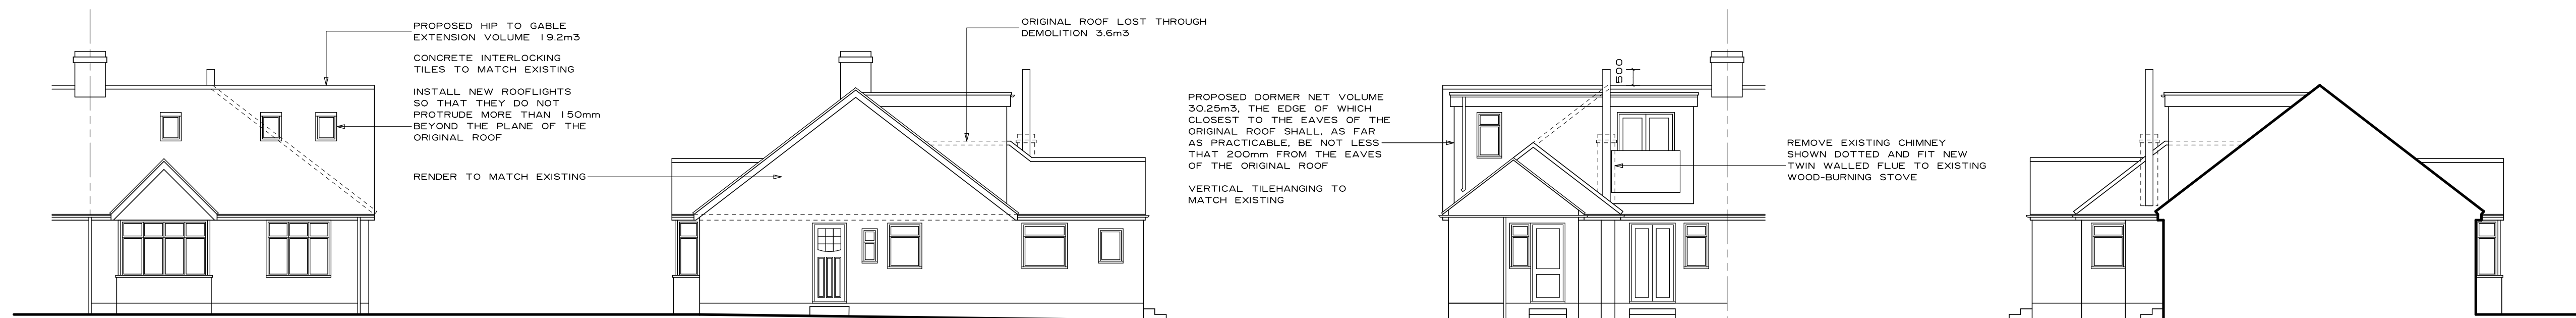 PROPOSED HIP TO GABLE
EXTENSION VOLUME 19.2m3
CONCRETE INTERLOCKING
TILES TO MATCH EXISTING
INSTALL NEW ROOFLIGHTS
SO THAT THEY DO NOT
PROTRUDE MORE THAN 150mm
BEYOND THE PLANE OF THE
ORIGINAL ROOF
RENDER TO MATCH EXISTING
ORIGINAL ROOF LOST THROUGH
DEMOLITION 3.6m3
PROPOSED DORMER NET VOLUME
30.25m3, THE EDGE OF WHICH
CLOSEST TO THE EAVES OF THE
ORIGINAL ROOF SHALL, AS FAR
AS PRACTICABLE, BE NOT LESS
THAT 200mm FROM THE EAVES
OF THE ORIGINAL ROOF
VERTICAL TILEHANGING TO
MATCH EXISTING
500
REMOVE EXISTING CHIMNEY
SHOWN DOTTED AND FIT NEW
TWIN WALLED FLUE TO EXISTING
WOOD-BURNING STOVE